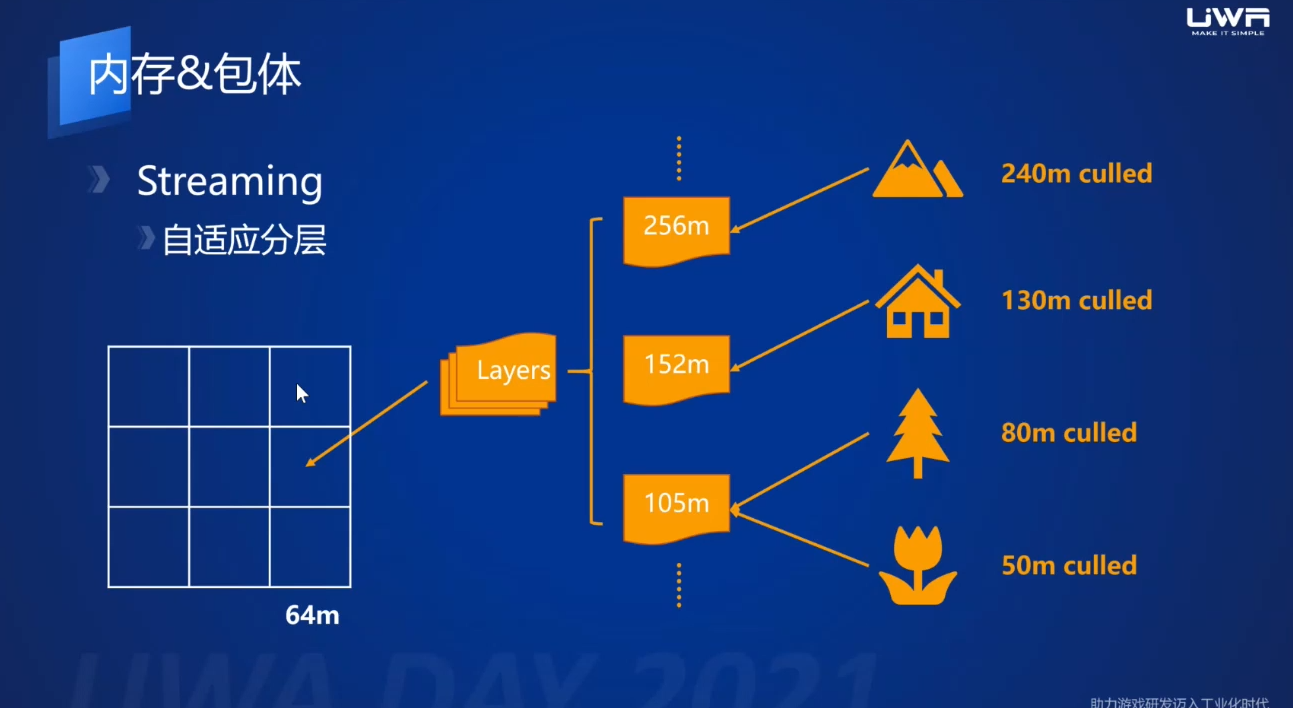 UWA
MAKE IT SIMPLE
内存&包体
Streaming
自适应分层
Layers
256m
152m
105m
240m culled
130m culled
80m culled
50m culled
64m
UWA DAY 2021
助力游戏研发迈入工业化时代